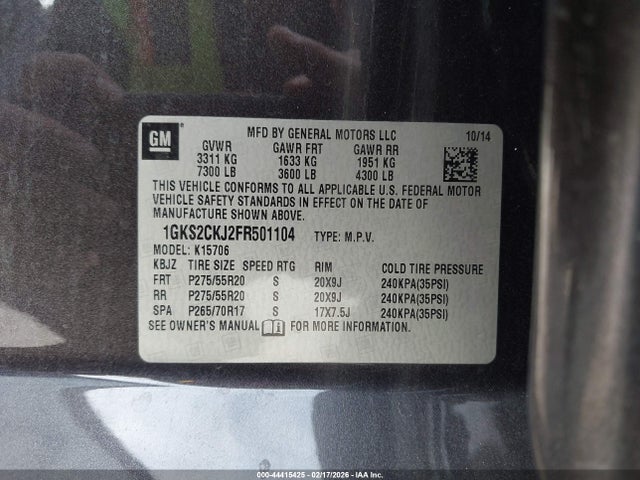 GM
MFD BY GENERAL MOTORS LLC 10/14
GVWR GAWR FRT GAWR RR
3311 KG 1633 KG 1951 KG
7300 LB 3600 LB 4300 LB
THIS VEHICLE CONFORMS TO ALL APPLICABLE U.S. FEDERAL MOTOR
VEHICLE SAFETY STANDARDS IN EFFECT ON THE DATE OF
MANUFACTURE SHOWN ABOVE.
1GKS2CKJ2FR501104 TYPE: M.P.V.
MODEL: K15706
KBJZ TIRE SIZE SPEED RTG RIM COLD TIRE PRESSURE
FRT P275/55R20 S 20X9J 240KPA(35PSI)
RR P275/55R20 S 20X9J 240KPA(35PSI)
SPA P265/70R17 S 17X7.5J 240KPA(35PSI)
SEE OWNER'S MANUAL FOR MORE INFORMATION.
000-44415425 - 02/17/2026 - IAA Inc.